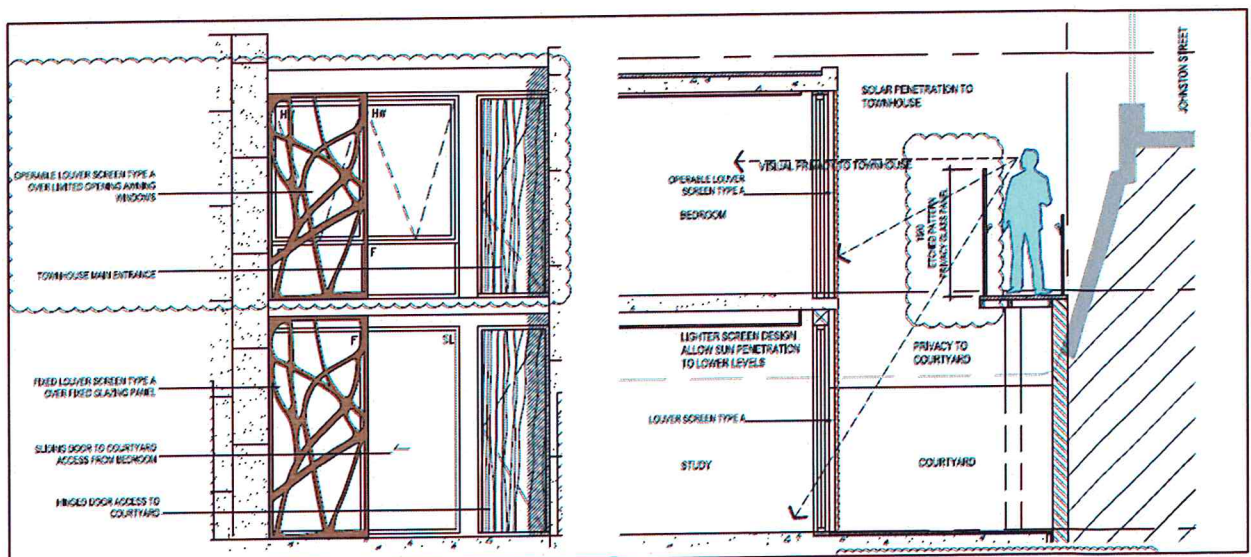 OPERABLE LOUVER SCREEN TYPE A
OVER LIMITED OPENING AWNING
WINDOWS
TOWNHOUSE MAIN ENTRANCE
FIXED LOUVER SCREEN TYPE A
OVER FIXED GLAZING PANEL
SLIDING DOOR TO COURTYARD
ACCESS FROM BEDROOM
HINGED DOOR ACCESS TO
COURTYARD
H
F
F
SL
SOLAR PENETRATION TO
TOWNHOUSE
VISUAL PRIVACY TO TOWNHOUSE
OPERABLE LOUVER
SCREEN TYPE A
BEDROOM
ETCHED PATTERN
PRIVACY GLASS PANEL
JOHNSTON STREET
LIGHTER SCREEN DESIGN
ALLOW SUN PENETRATION
TO LOWER LEVELS
PRIVACY TO
COURTYARD
LOUVER SCREEN TYPE A
STUDY
COURTYARD